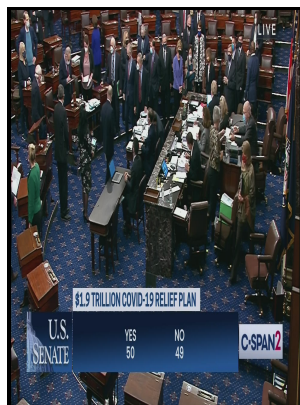 LIVE
$1.9 TRILLION COVID-19 RELIEF PLAN
U.S.
SENATE
YES NO
50 49
C-SPAN2